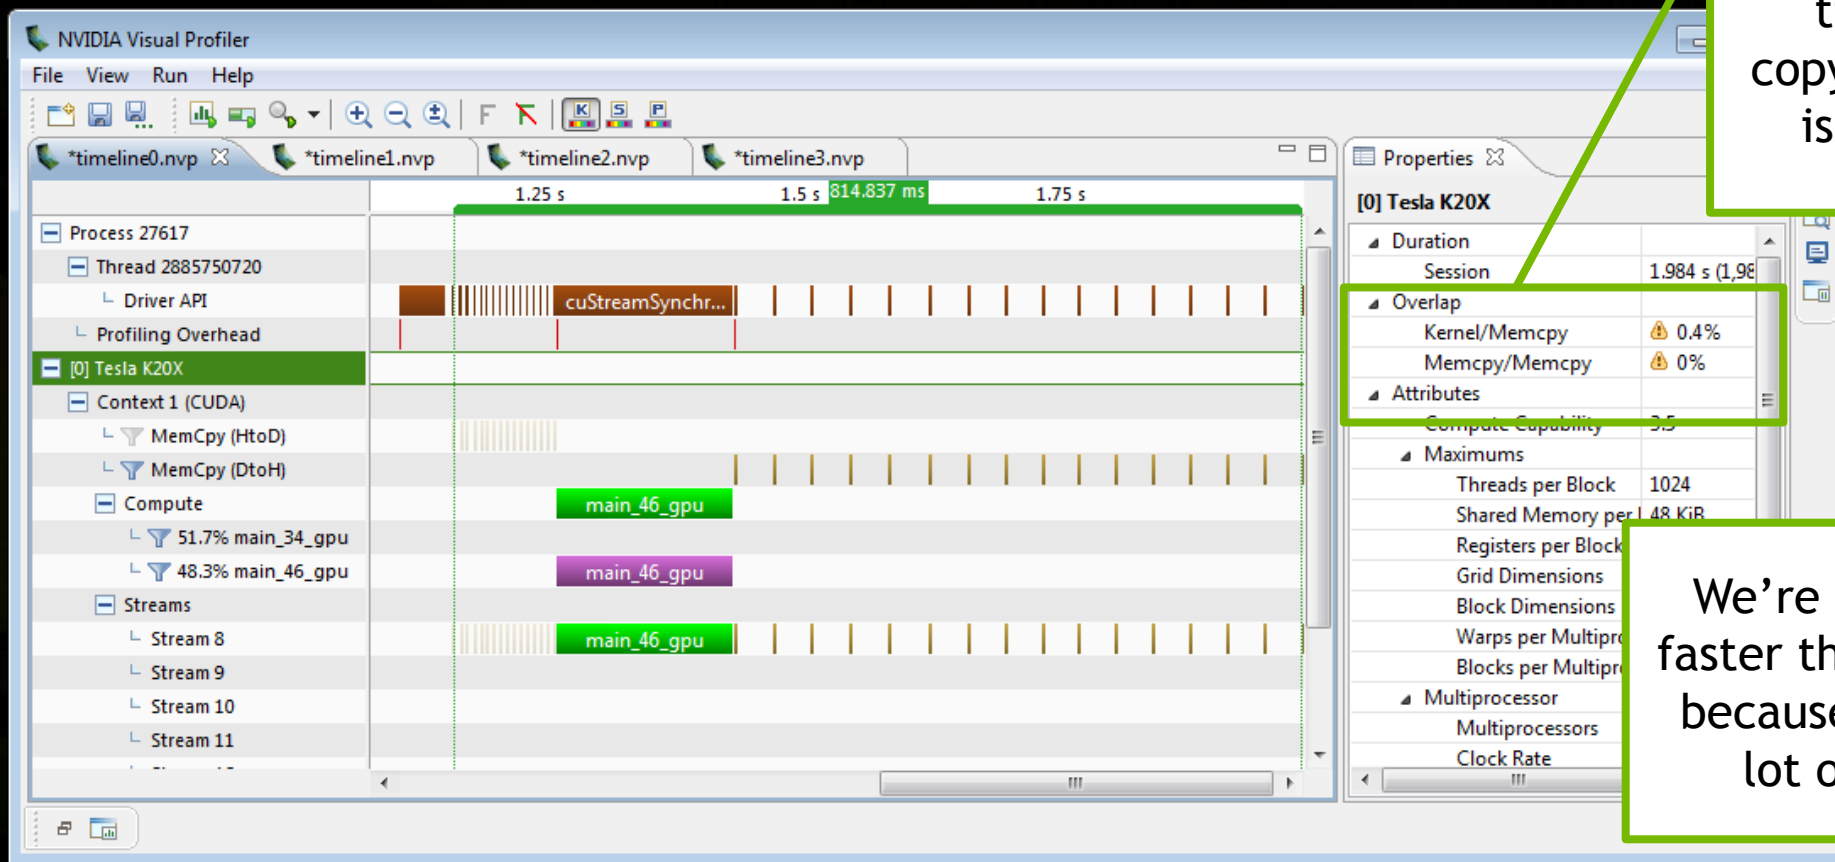 NVIDIA Visual Profiler
File View Run Help
*timeline0.nvp
*timeline1.nvp
*timeline2.nvp
*timeline3.nvp
1.25 s
1.5 s
814.837 ms
1.75 s
Process 27617
Thread 2885750720
Driver API
cuStreamSynchr...
Profiling Overhead
[0] Tesla K20X
Context 1 (CUDA)
MemCpy (HtoD)
MemCpy (DtoH)
Compute
main_46_gpu
51.7% main_34_gpu
48.3% main_46_gpu
main_46_gpu
Streams
Stream 8
main_46_gpu
Stream 9
Stream 10
Stream 11
Properties
[0] Tesla K20X
Duration
Session 1.984 s (1,98
Overlap
Kernel/Memcpy 0.4%
Memcpy/Memcpy 0%
Attributes
Compute Capability 3.5
Maximums
Threads per Block 1024
Shared Memory per 48 KiB
Registers per Block
Grid Dimensions
Block Dimensions
Warps per Multipro
Blocks per Multipr
Multiprocessor
Multiprocessors
Clock Rate
copy
is
We're
faster th
because
lot o